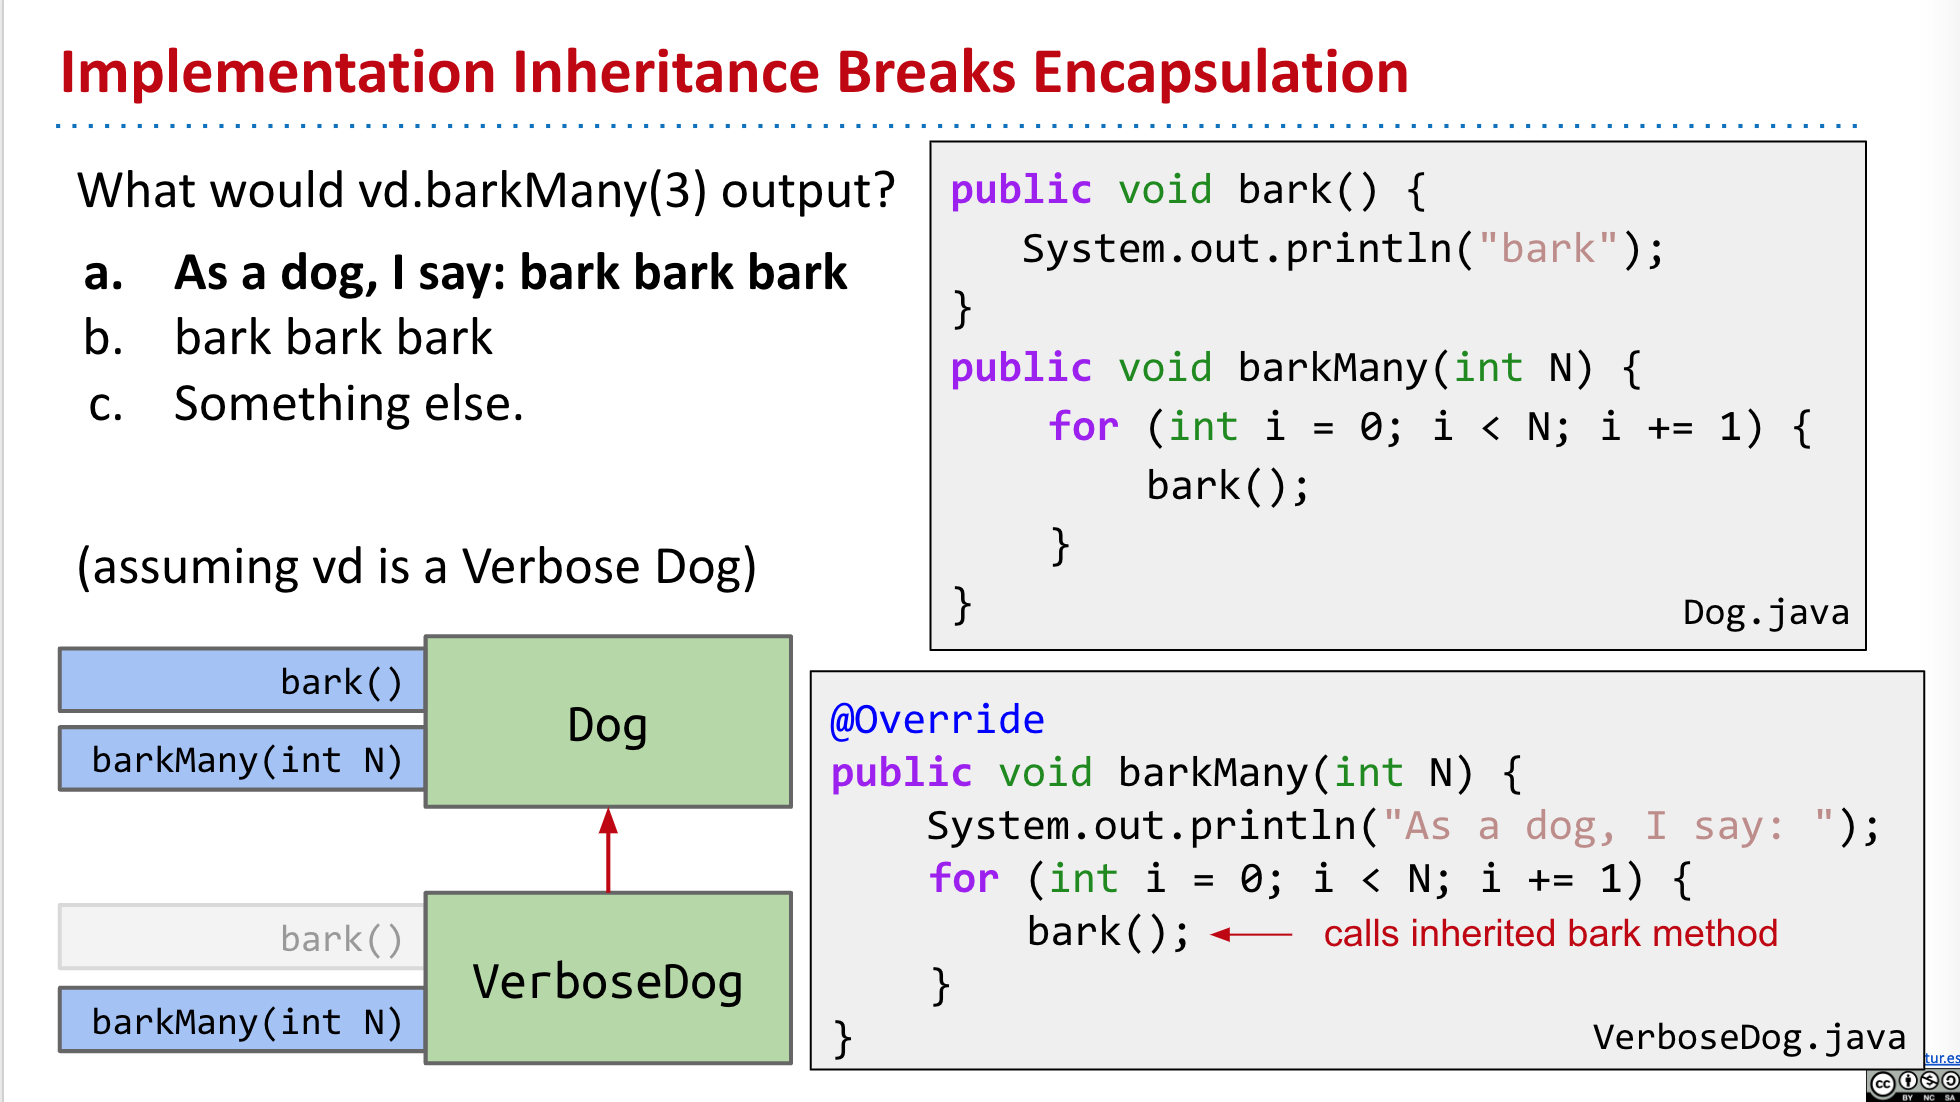 Implementation Inheritance Breaks Encapsulation
What would vd.barkMany(3) output?
a. As a dog, I say: bark bark bark
b. bark bark bark
c. Something else.
(assuming vd is a Verbose Dog)
public void bark() {
System.out.println("bark");
}
public void barkMany(int N) {
for (int i = 0; i < N; i += 1) {
bark();
}
}
Dog.java
bark()
barkMany(int N)
Dog
bark()
barkMany(int N)
VerboseDog
@Override
public void barkMany(int N) {
System.out.println("As a dog, I say: ");
for (int i = 0; i < N; i += 1) {
bark(); calls inherited bark method
}
}
VerboseDog.java
tur.es
cc
BY NC SA